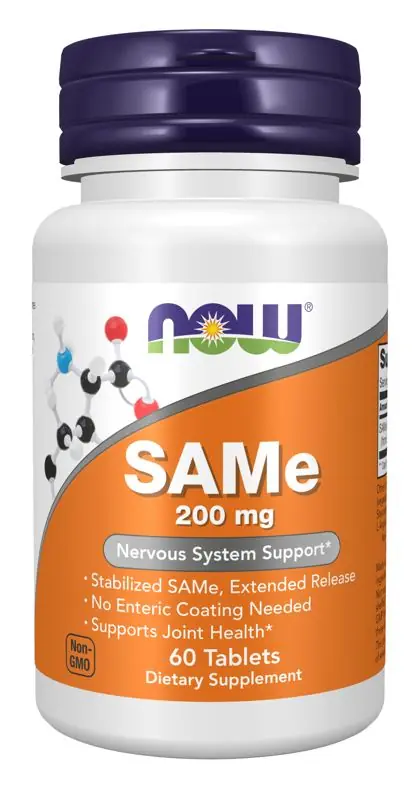 NOW®
SAMe
200 mg
Nervous System Support*
• Stabilized SAMe, Extended Release
• No Enteric Coating Needed
• Supports Joint Health*
Non-
GMO
60 Tablets
Dietary Supplement